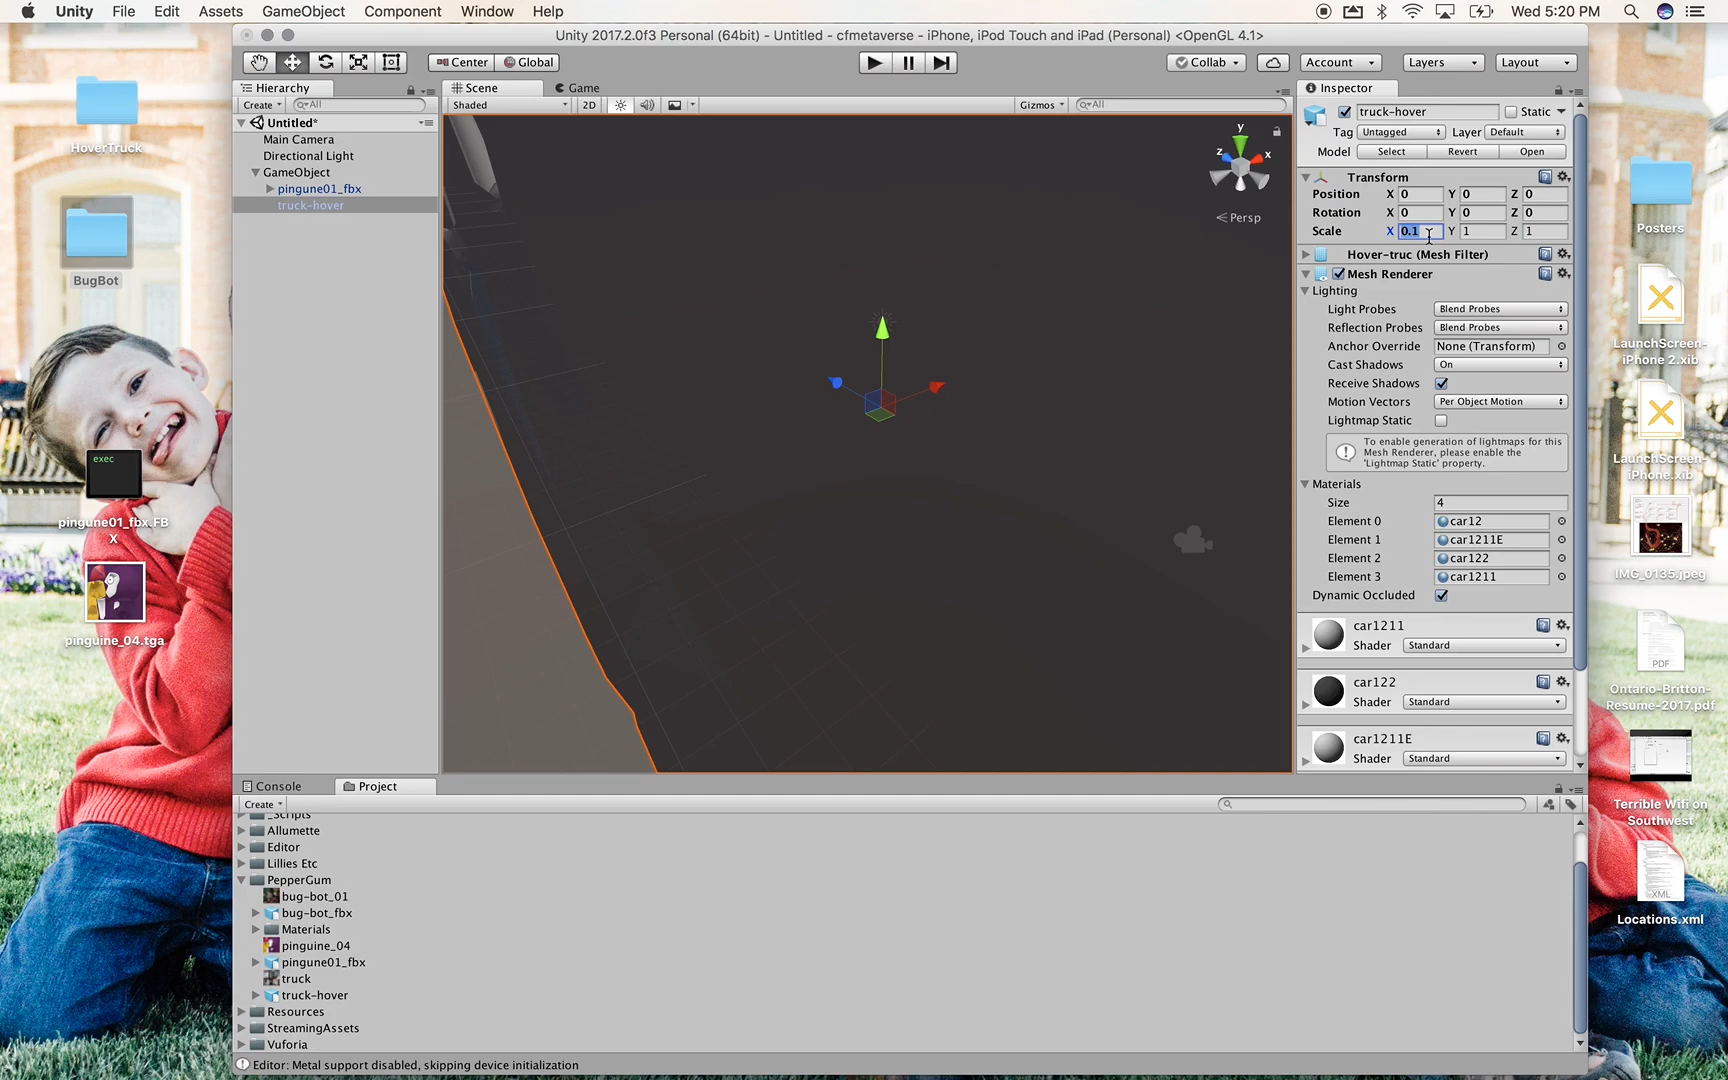 Unity File Edit Assets GameObject Component Window Help
Wed 5:20 PM
Unity 2017.2.0f3 Personal (64bit) - Untitled - cfmetaverse - iPhone, iPod Touch and iPad (Personal) <OpenGL 4.1>
Center Global
Collab Account Layers Layout
Hierarchy
Create All
Untitled*
Main Camera
Directional Light
GameObject
pingune01_fbx
truck-hover
Scene Game
Shaded 2D Gizmos All
y
z x
Persp
Inspector
truck-hover Static
Tag Untagged Layer Default
Model Select Revert Open
Transform
Position X 0 Y 0 Z 0
Rotation X 0 Y 0 Z 0
Scale X 0.1 Y 1 Z 1
Hover-truc (Mesh Filter)
Mesh Renderer
Lighting
Light Probes Blend Probes
Reflection Probes Blend Probes
Anchor Override None (Transform)
Cast Shadows On
Receive Shadows
Motion Vectors Per Object Motion
Lightmap Static
To enable generation of lightmaps for this
Mesh Renderer, please enable the
'Lightmap Static' property.
Materials
Size 4
Element 0 car12
Element 1 car1211E
Element 2 car122
Element 3 car1211
Dynamic Occluded
car1211
Shader Standard
car122
Shader Standard
car1211E
Shader Standard
Console Project
Create
_Scripts
Allumette
Editor
Lillies Etc
PepperGum
bug-bot_01
bug-bot_fbx
Materials
pinguine_04
pingune01_fbx
truck
truck-hover
Resources
StreamingAssets
Vuforia
Editor: Metal support disabled, skipping device initialization
HoverTruck
BugBot
exec
pingune01_fbx.FB
X
pinguine_04.tga
Posters
LaunchScreen-
iPhone 2.xib
LaunchScreen-
iPhone.xib
IMG_0135.jpeg
PDF
Ontario-Britton-
Resume-2017.pdf
Terrible Wifi on
Southwest
XML
Locations.xml